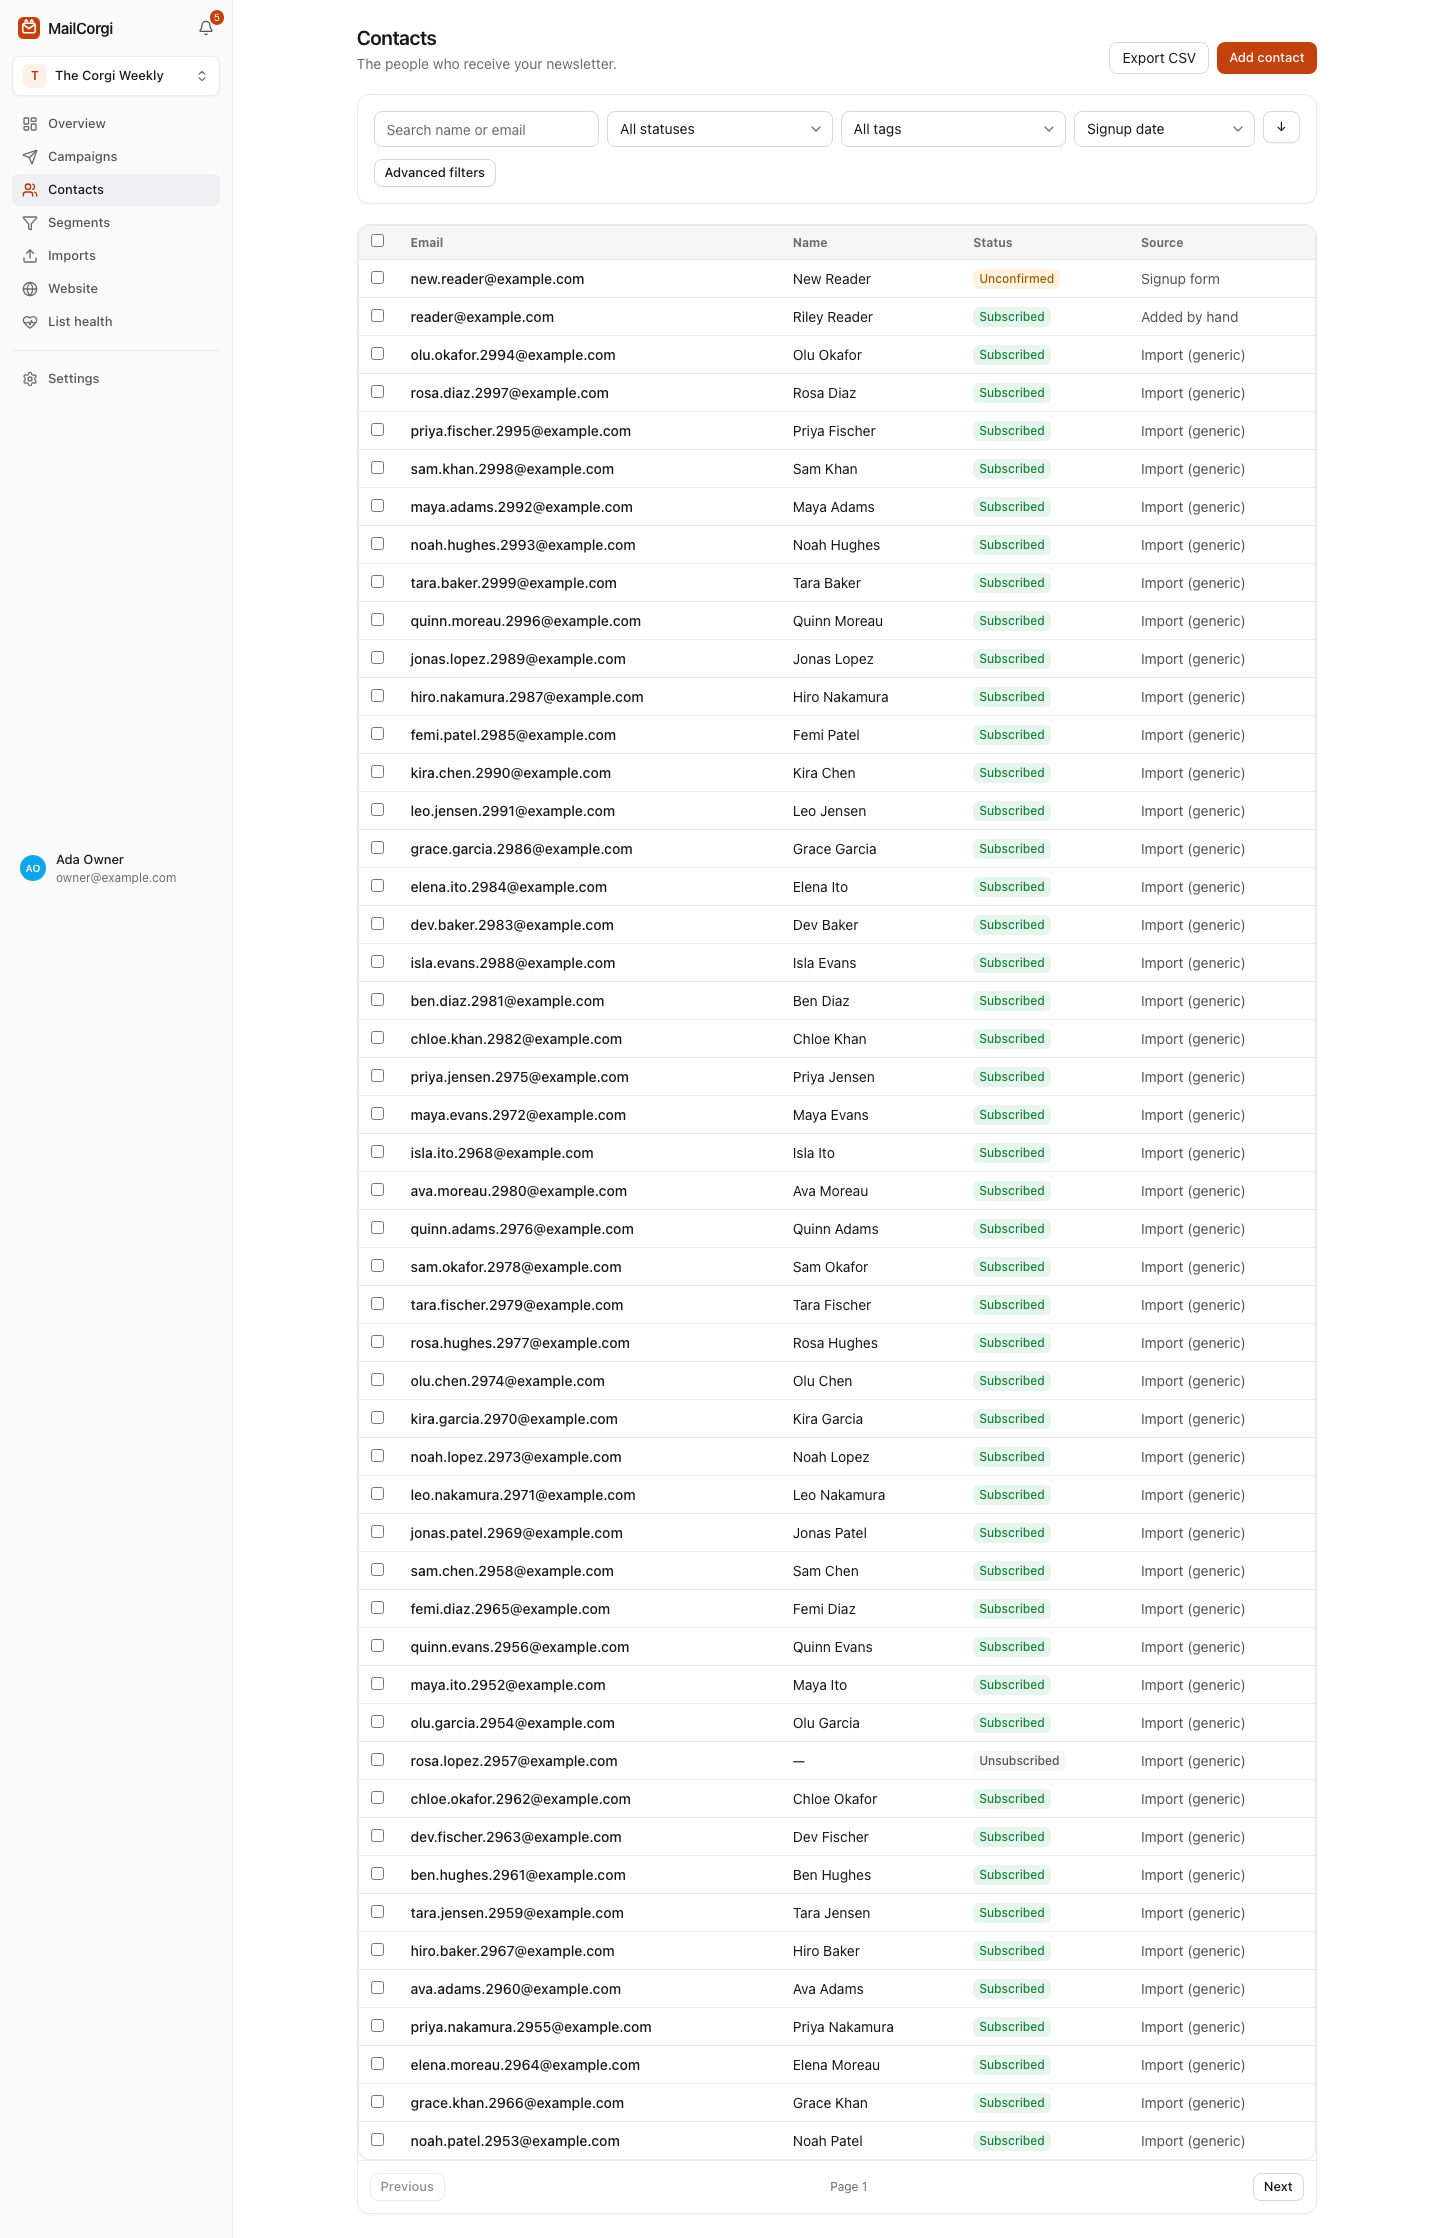 MailCorgi
5
T
The Corgi Weekly
Overview
Campaigns
Contacts
Segments
Imports
Website
List health
Settings
AO
Ada Owner
owner@example.com
Contacts
The people who receive your newsletter.
Export CSV
Add contact
Search name or email
All statuses
All tags
Signup date
↓
Advanced filters
Email Name Status Source
new.reader@example.com New Reader Unconfirmed Signup form
reader@example.com Riley Reader Subscribed Added by hand
olu.okafor.2994@example.com Olu Okafor Subscribed Import (generic)
rosa.diaz.2997@example.com Rosa Diaz Subscribed Import (generic)
priya.fischer.2995@example.com Priya Fischer Subscribed Import (generic)
sam.khan.2998@example.com Sam Khan Subscribed Import (generic)
maya.adams.2992@example.com Maya Adams Subscribed Import (generic)
noah.hughes.2993@example.com Noah Hughes Subscribed Import (generic)
tara.baker.2999@example.com Tara Baker Subscribed Import (generic)
quinn.moreau.2996@example.com Quinn Moreau Subscribed Import (generic)
jonas.lopez.2989@example.com Jonas Lopez Subscribed Import (generic)
hiro.nakamura.2987@example.com Hiro Nakamura Subscribed Import (generic)
femi.patel.2985@example.com Femi Patel Subscribed Import (generic)
kira.chen.2990@example.com Kira Chen Subscribed Import (generic)
leo.jensen.2991@example.com Leo Jensen Subscribed Import (generic)
grace.garcia.2986@example.com Grace Garcia Subscribed Import (generic)
elena.ito.2984@example.com Elena Ito Subscribed Import (generic)
dev.baker.2983@example.com Dev Baker Subscribed Import (generic)
isla.evans.2988@example.com Isla Evans Subscribed Import (generic)
ben.diaz.2981@example.com Ben Diaz Subscribed Import (generic)
chloe.khan.2982@example.com Chloe Khan Subscribed Import (generic)
priya.jensen.2975@example.com Priya Jensen Subscribed Import (generic)
maya.evans.2972@example.com Maya Evans Subscribed Import (generic)
isla.ito.2968@example.com Isla Ito Subscribed Import (generic)
ava.moreau.2980@example.com Ava Moreau Subscribed Import (generic)
quinn.adams.2976@example.com Quinn Adams Subscribed Import (generic)
sam.okafor.2978@example.com Sam Okafor Subscribed Import (generic)
tara.fischer.2979@example.com Tara Fischer Subscribed Import (generic)
rosa.hughes.2977@example.com Rosa Hughes Subscribed Import (generic)
olu.chen.2974@example.com Olu Chen Subscribed Import (generic)
kira.garcia.2970@example.com Kira Garcia Subscribed Import (generic)
noah.lopez.2973@example.com Noah Lopez Subscribed Import (generic)
leo.nakamura.2971@example.com Leo Nakamura Subscribed Import (generic)
jonas.patel.2969@example.com Jonas Patel Subscribed Import (generic)
sam.chen.2958@example.com Sam Chen Subscribed Import (generic)
femi.diaz.2965@example.com Femi Diaz Subscribed Import (generic)
quinn.evans.2956@example.com Quinn Evans Subscribed Import (generic)
maya.ito.2952@example.com Maya Ito Subscribed Import (generic)
olu.garcia.2954@example.com Olu Garcia Subscribed Import (generic)
rosa.lopez.2957@example.com — Unsubscribed Import (generic)
chloe.okafor.2962@example.com Chloe Okafor Subscribed Import (generic)
dev.fischer.2963@example.com Dev Fischer Subscribed Import (generic)
ben.hughes.2961@example.com Ben Hughes Subscribed Import (generic)
tara.jensen.2959@example.com Tara Jensen Subscribed Import (generic)
hiro.baker.2967@example.com Hiro Baker Subscribed Import (generic)
ava.adams.2960@example.com Ava Adams Subscribed Import (generic)
priya.nakamura.2955@example.com Priya Nakamura Subscribed Import (generic)
elena.moreau.2964@example.com Elena Moreau Subscribed Import (generic)
grace.khan.2966@example.com Grace Khan Subscribed Import (generic)
noah.patel.2953@example.com Noah Patel Subscribed Import (generic)
Previous
Page 1
Next